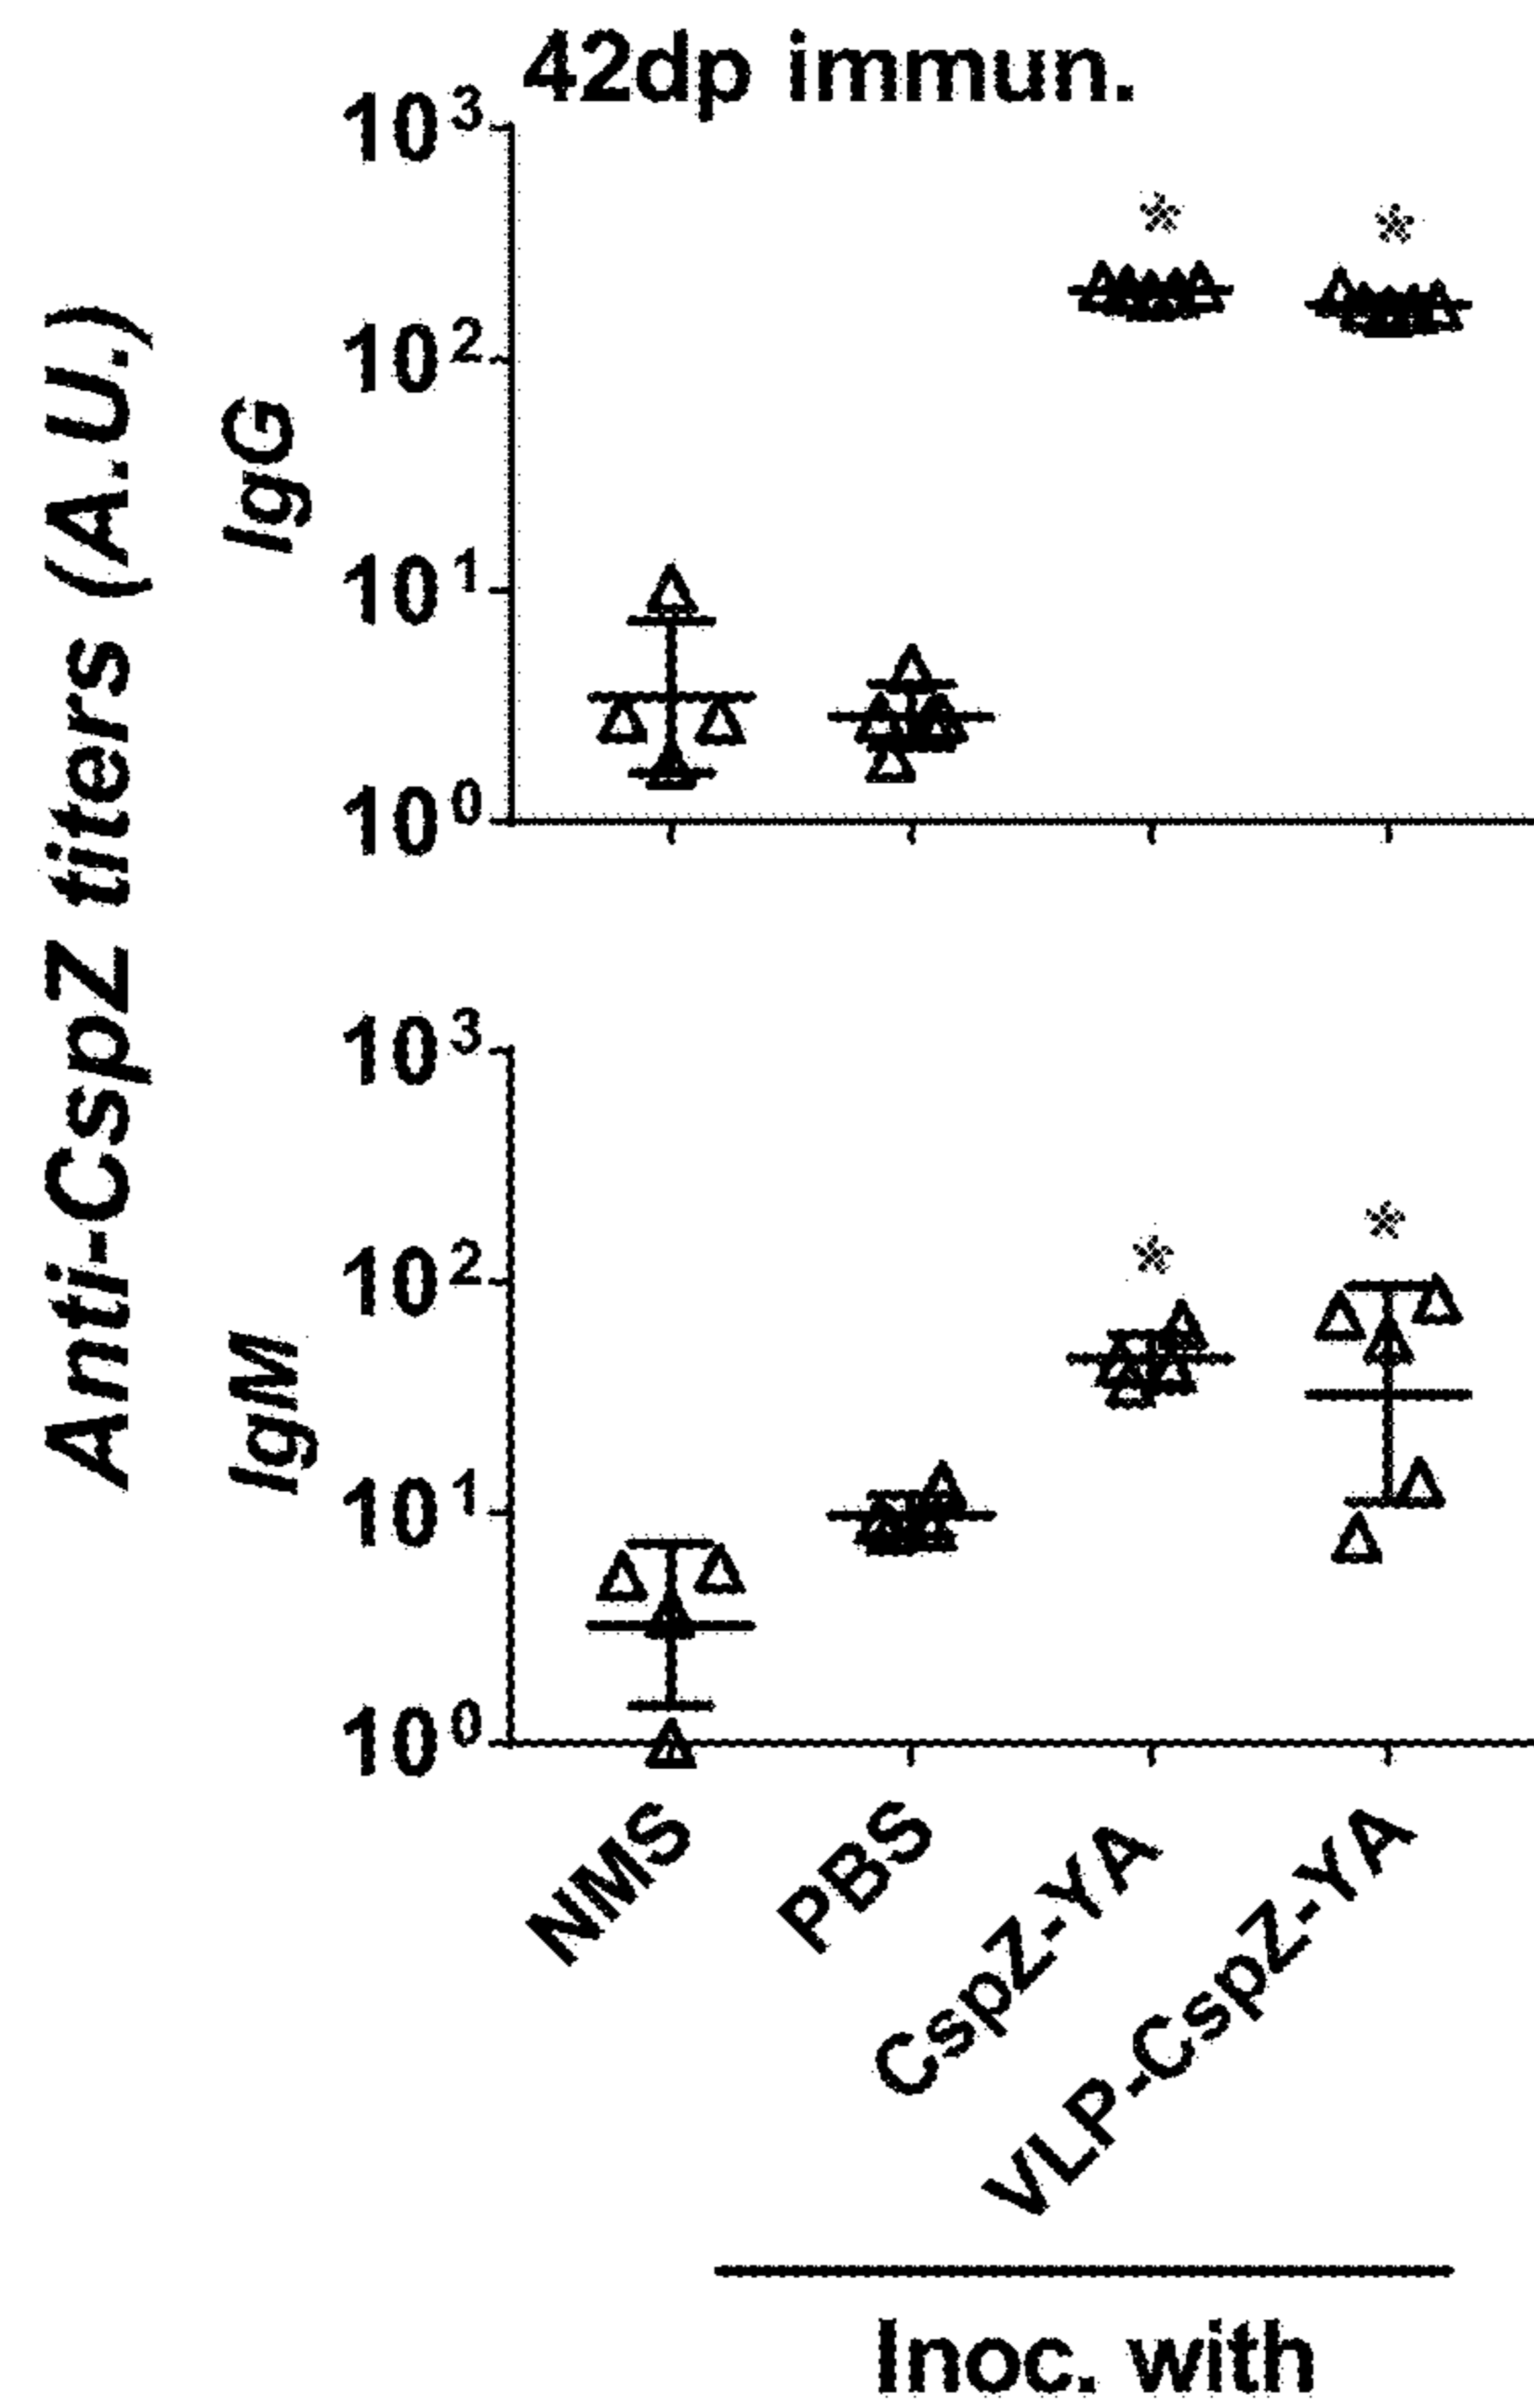 42dp immun.
Anti-CspZ titers (A.U.)
IgG
10³
10²
10¹
10⁰
* *
IgM
10³
10²
10¹
10⁰
* *
NMS
PBS
CspZ-YA
VLP-CspZ-YA
Inoc. with